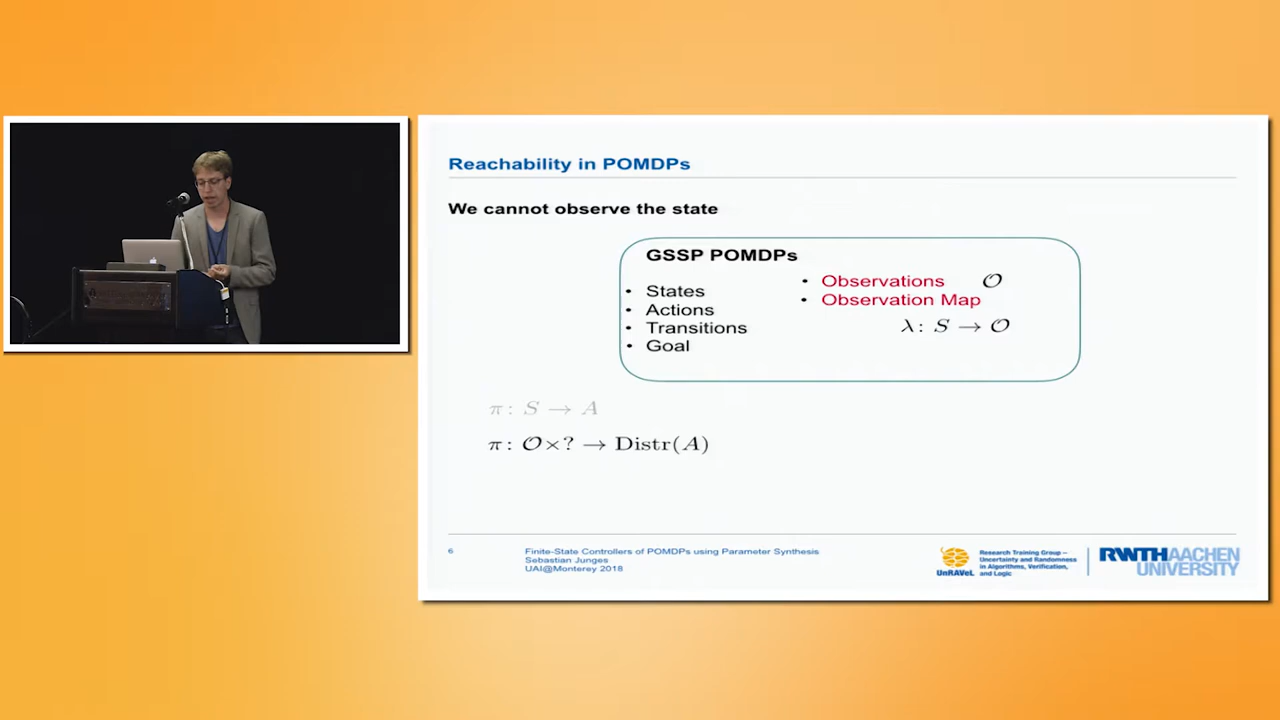 Reachability in POMDPs
We cannot observe the state
GSSP POMDPs
• States
• Actions
• Transitions
• Goal
• Observations 𝒪
• Observation Map
λ: S → 𝒪
π: S → A
π: 𝒪×? → Distr(A)
6
Finite-State Controllers of POMDPs using Parameter Synthesis
Sebastian Junges
UAI@Monterey 2018
UnRAVeL
Research Training Group –
Uncertainty and Randomness
in Algorithms, Verification,
and Logic
RWTHAACHEN
UNIVERSITY